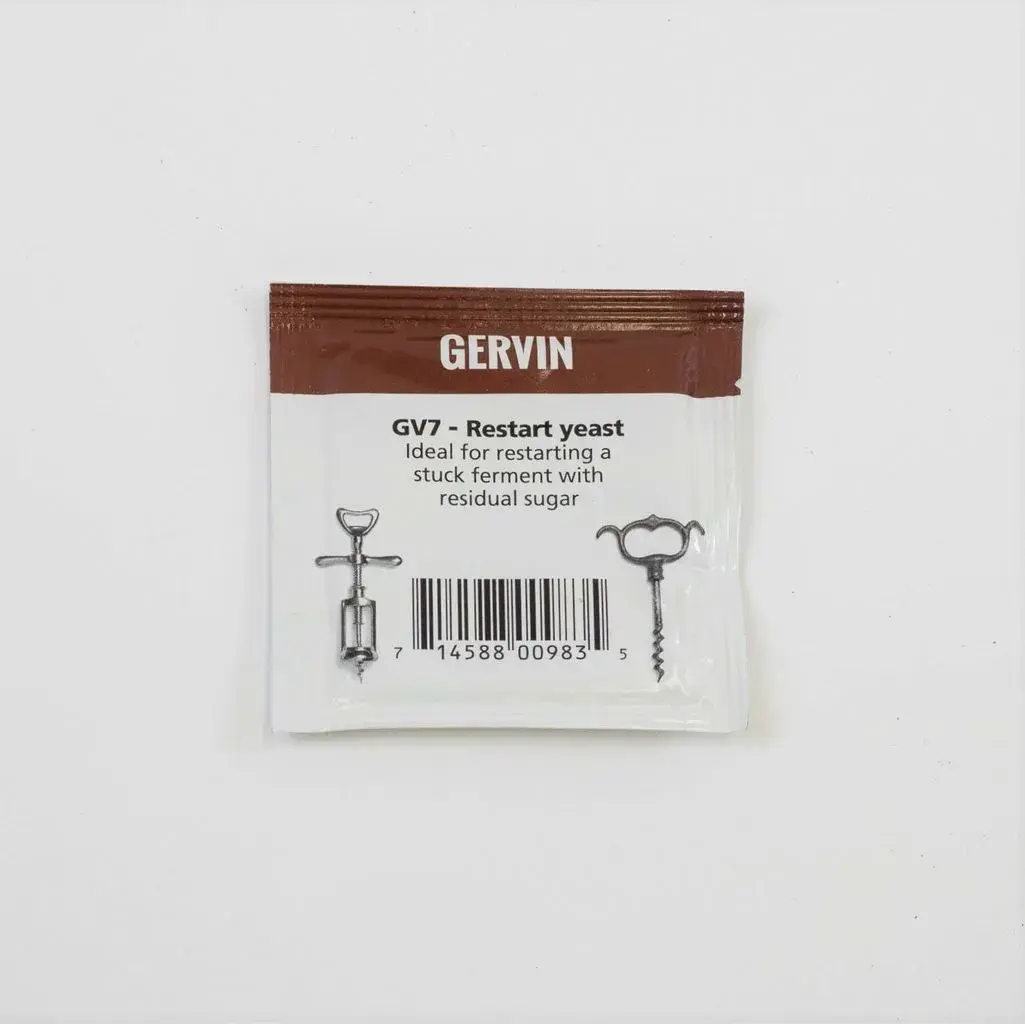 GERVIN
GV7 - Restart yeast
Ideal for restarting a
stuck ferment with
residual sugar
7 14588 00983 5